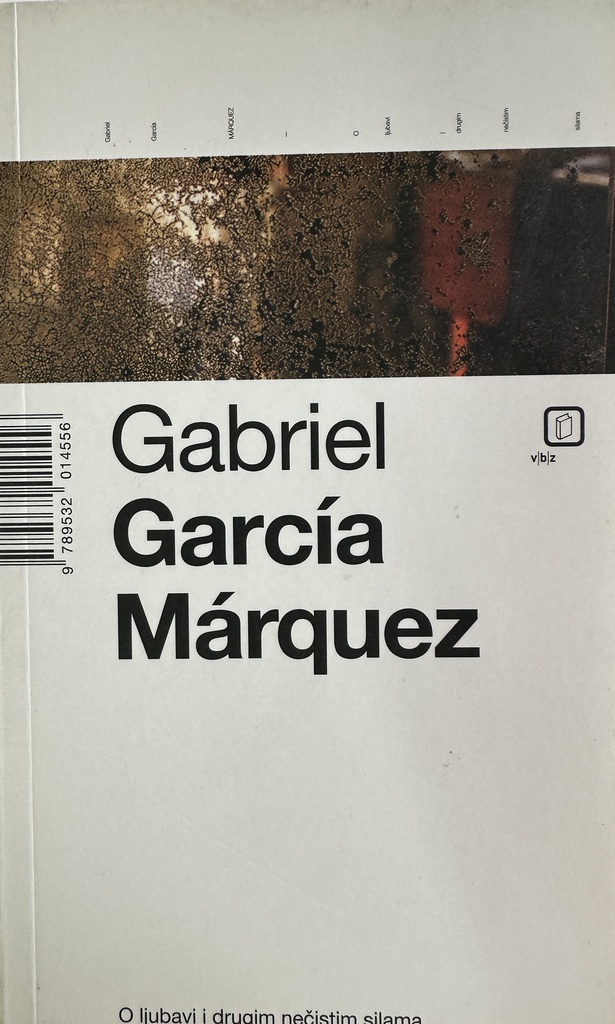 Gabriel García MÁRQUEZ — O ljubavi i drugim nečistim silama
Gabriel
García
Márquez
v|b|z
9 789532 014556
O ljubavi i drugim nečistim silama